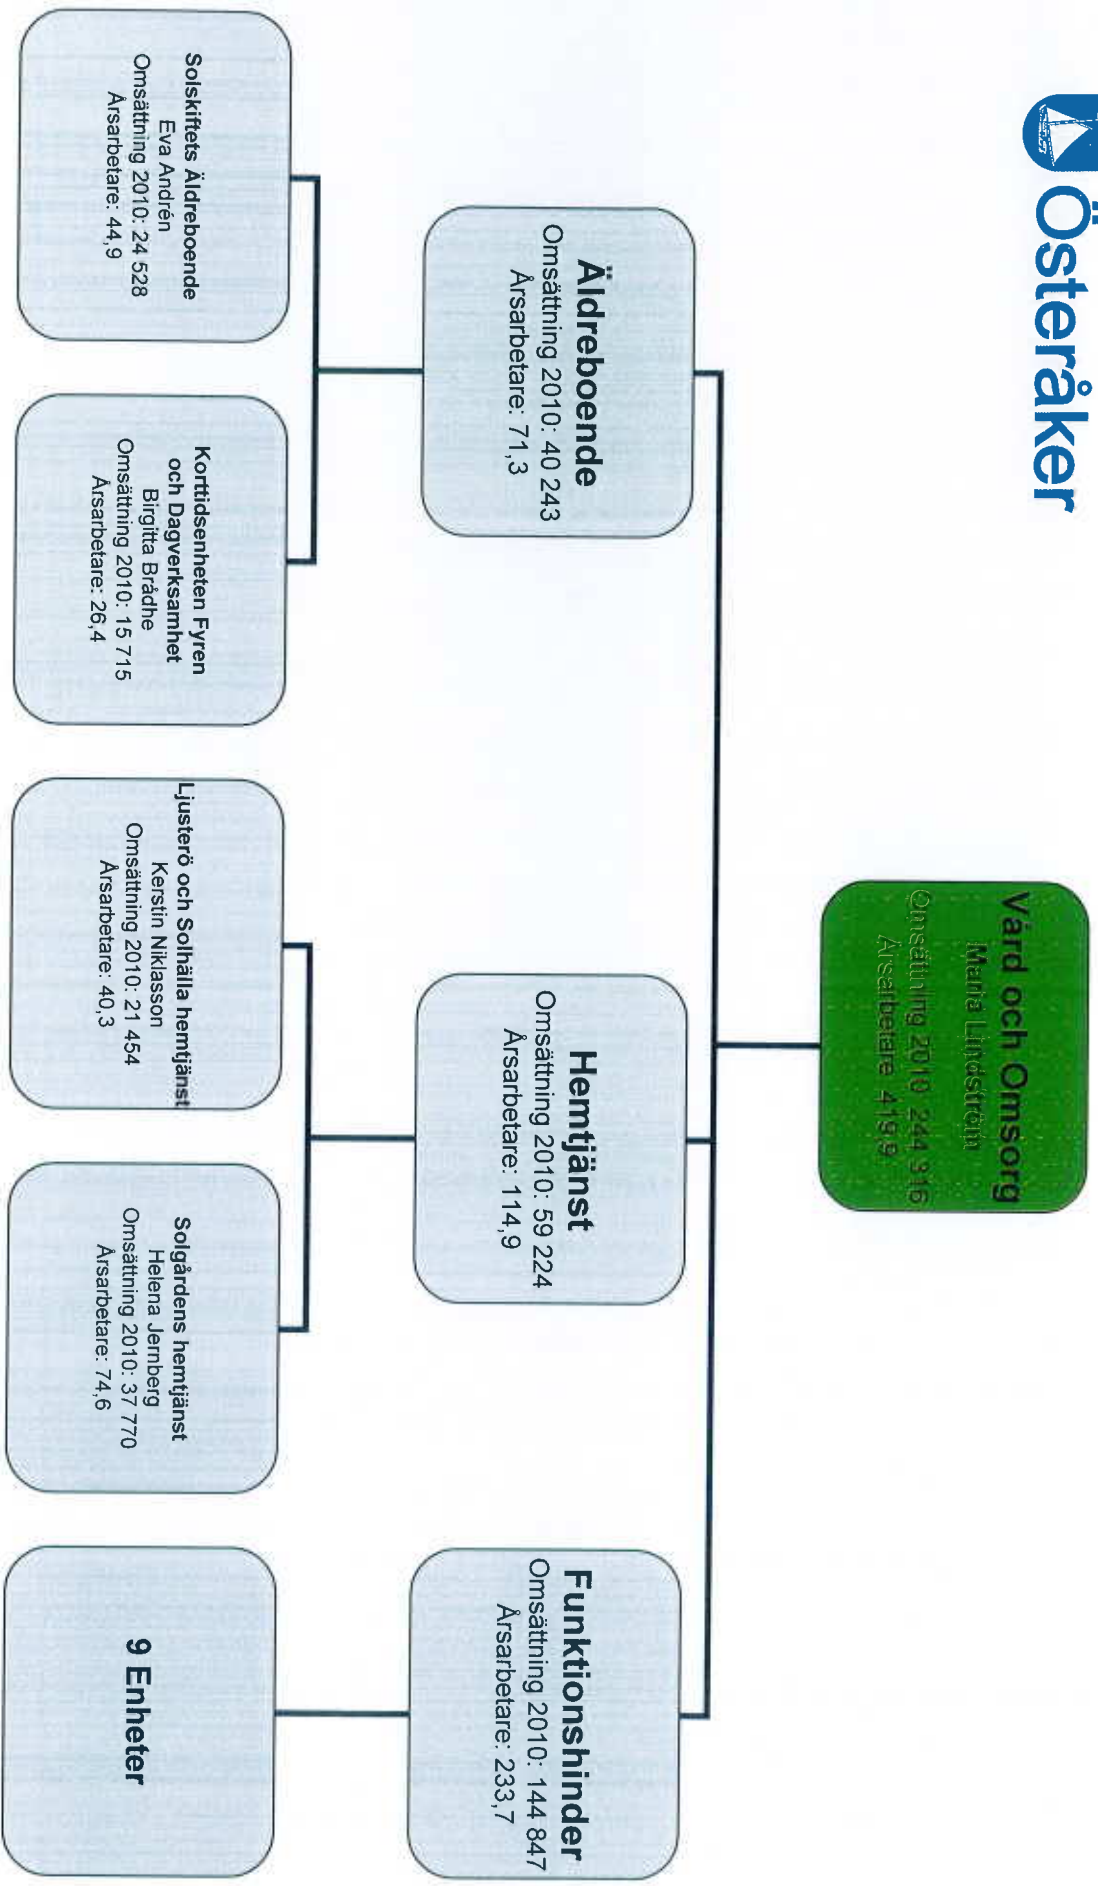 Österåker
Vård och Omsorg
Maria Lindström
Omsättning 2010 244 916
Årsarbetare 419,9
Äldreboende
Omsättning 2010: 40 243
Årsarbetare: 71,3
Hemtjänst
Omsättning 2010: 59 224
Årsarbetare: 114,9
Funktionshinder
Omsättning 2010: 144 847
Årsarbetare: 233,7
Solskiftets Äldreboende
Eva Andrén
Omsättning 2010: 24 528
Årsarbetare: 44,9
Korttidsenheten Fyren
och Dagverksamhet
Birgitta Brådhe
Omsättning 2010: 15 715
Årsarbetare: 26,4
Ljusterö och Solhälla hemtjänst
Kerstin Niklasson
Omsättning 2010: 21 454
Årsarbetare: 40,3
Solgårdens hemtjänst
Helena Jernberg
Omsättning 2010: 37 770
Årsarbetare: 74,6
9 Enheter